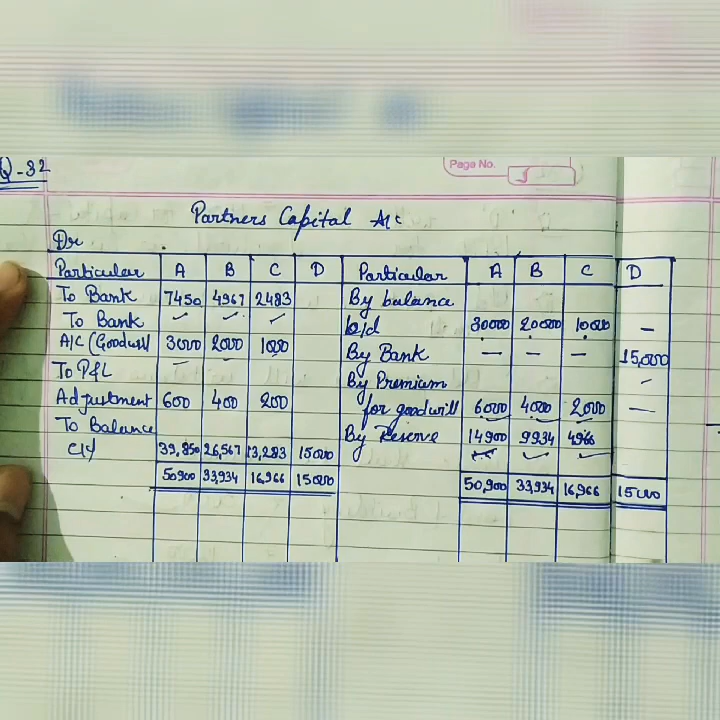 Q-32
Page No. 5
Partners Capital A/c
Dr
Particular A B C D Particular A B C D
To Bank 7450 4967 2483 By balance
To Bank b/d 30000 20000 10000 —
A/C (Goodwill 3000 2000 1000 By Bank — — — 15,000
To P&L By Premium
Adjustment 600 400 200 for goodwill 6000 4000 2000 —
To Balance By Reserve 14900 9934 4966
C/d 39,850 26,567 13,283 15000
50900 33,934 16,966 15000 50,900 33,934 16,966 15000